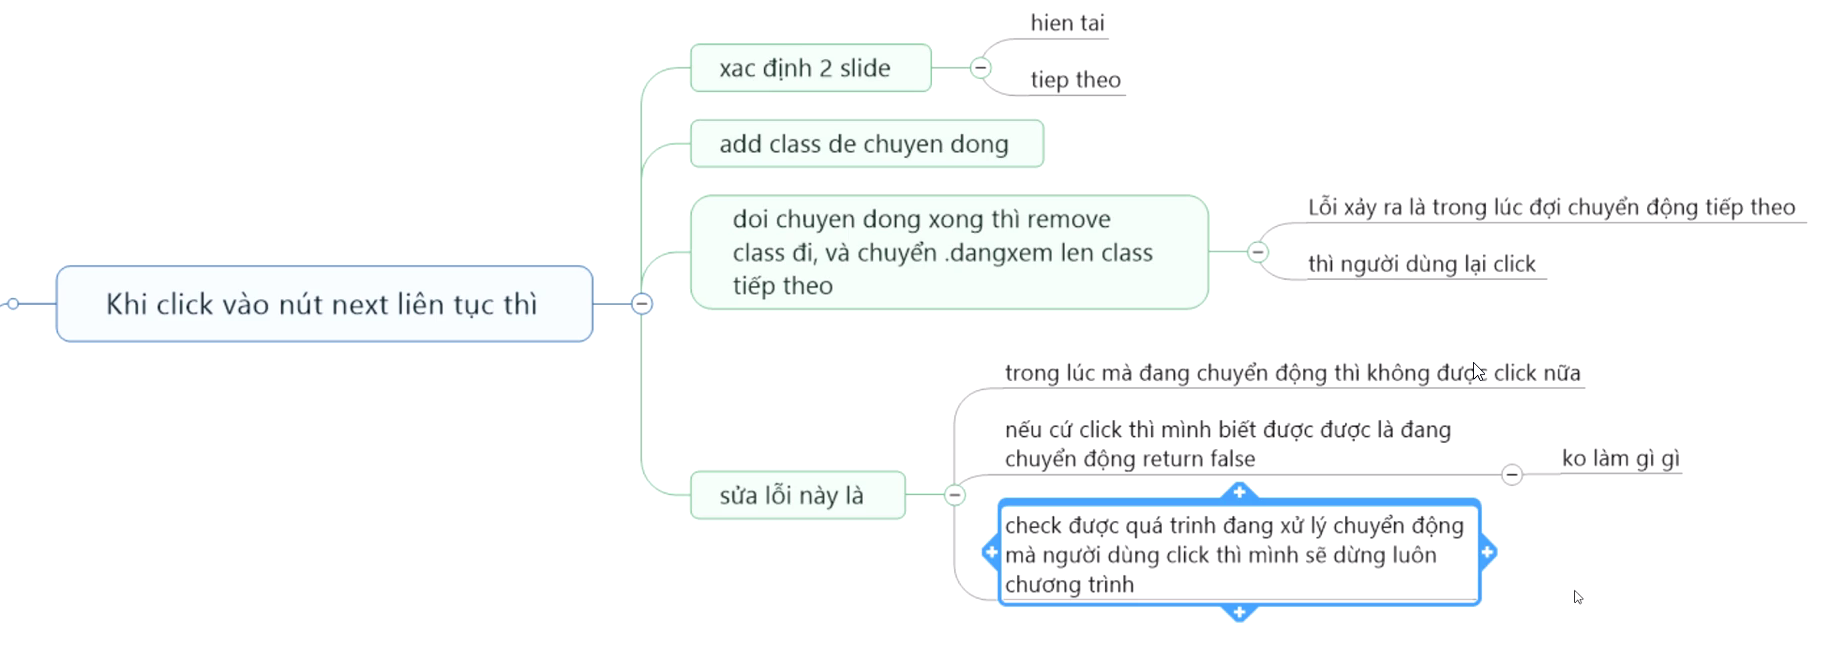 Khi click vào nút next liên tục thì
xac định 2 slide
hien tai
tiep theo
add class de chuyen dong
doi chuyen dong xong thì remove
class đi, và chuyển .dangxem len class
tiếp theo
Lỗi xảy ra là trong lúc đợi chuyển động tiếp theo
thì người dùng lại click
sửa lỗi này là
trong lúc mà đang chuyển động thì không được click nữa
nếu cứ click thì mình biết được được là đang
chuyển động return false
ko làm gì gì
check được quá trinh đang xử lý chuyển động
mà người dùng click thì mình sẽ dừng luôn
chương trình